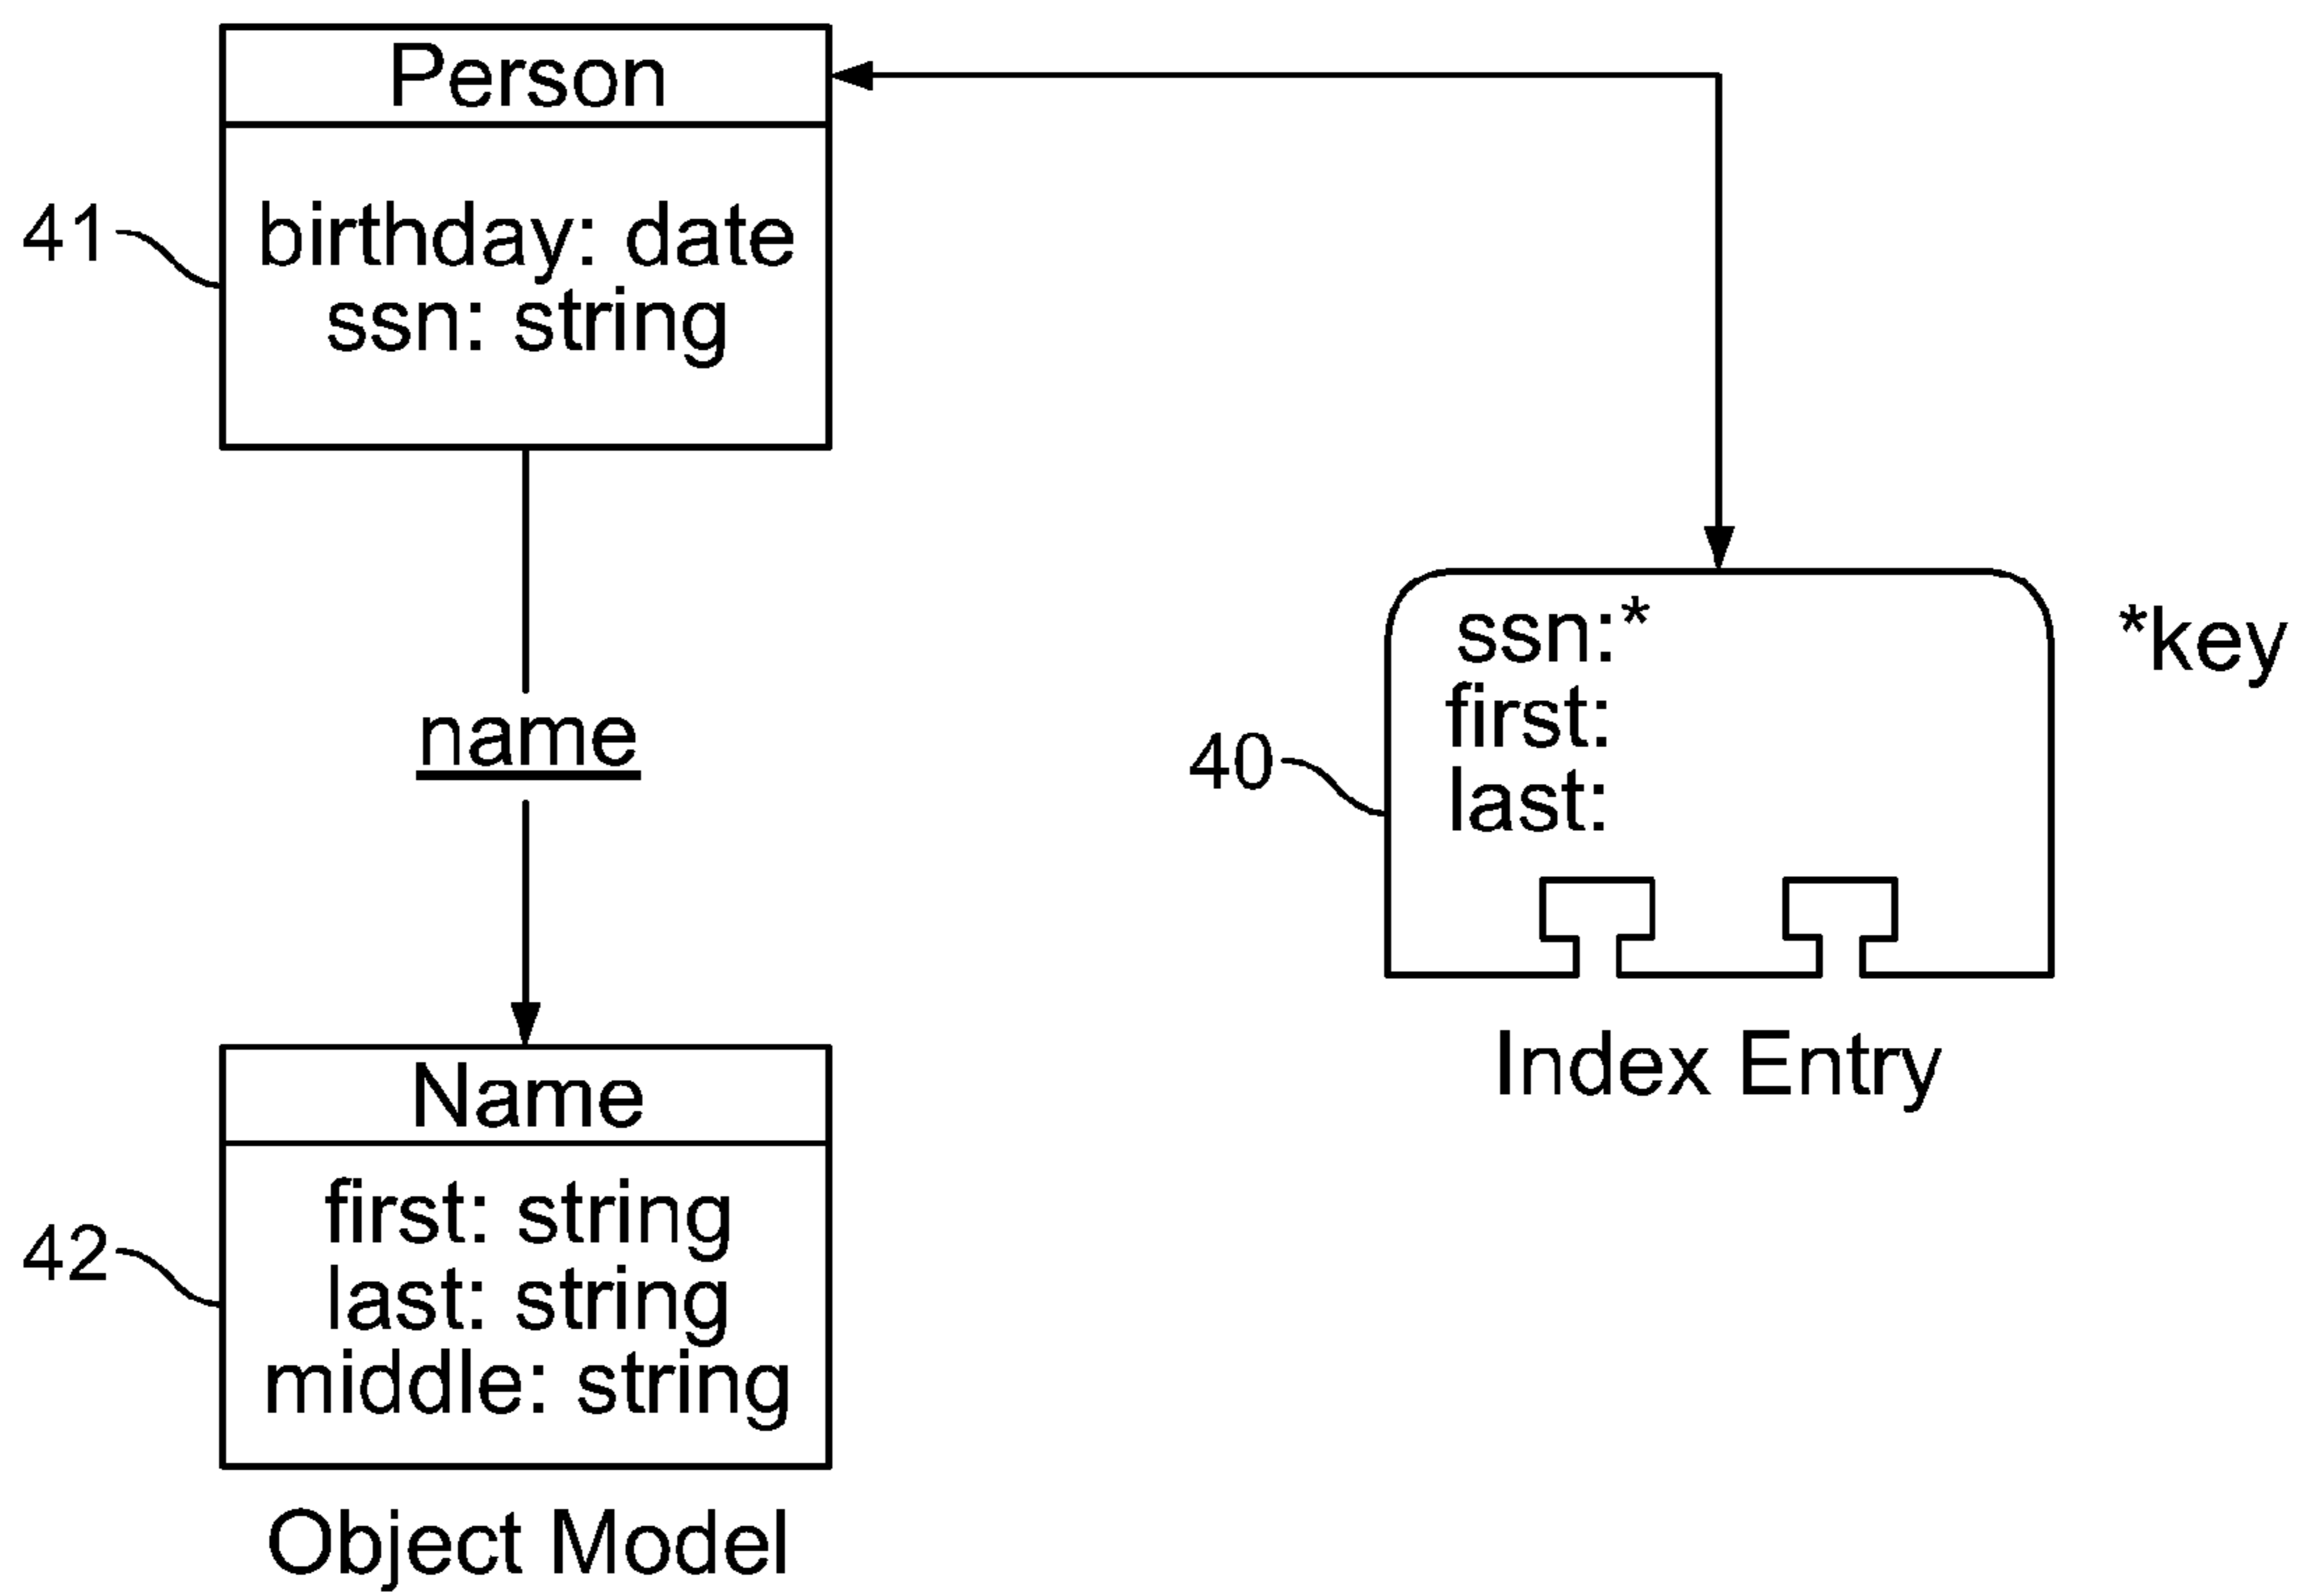 Person
41
birthday: date
ssn: string
name
ssn:*
first:
last:
*key
40
Index Entry
Name
42
first: string
last: string
middle: string
Object Model